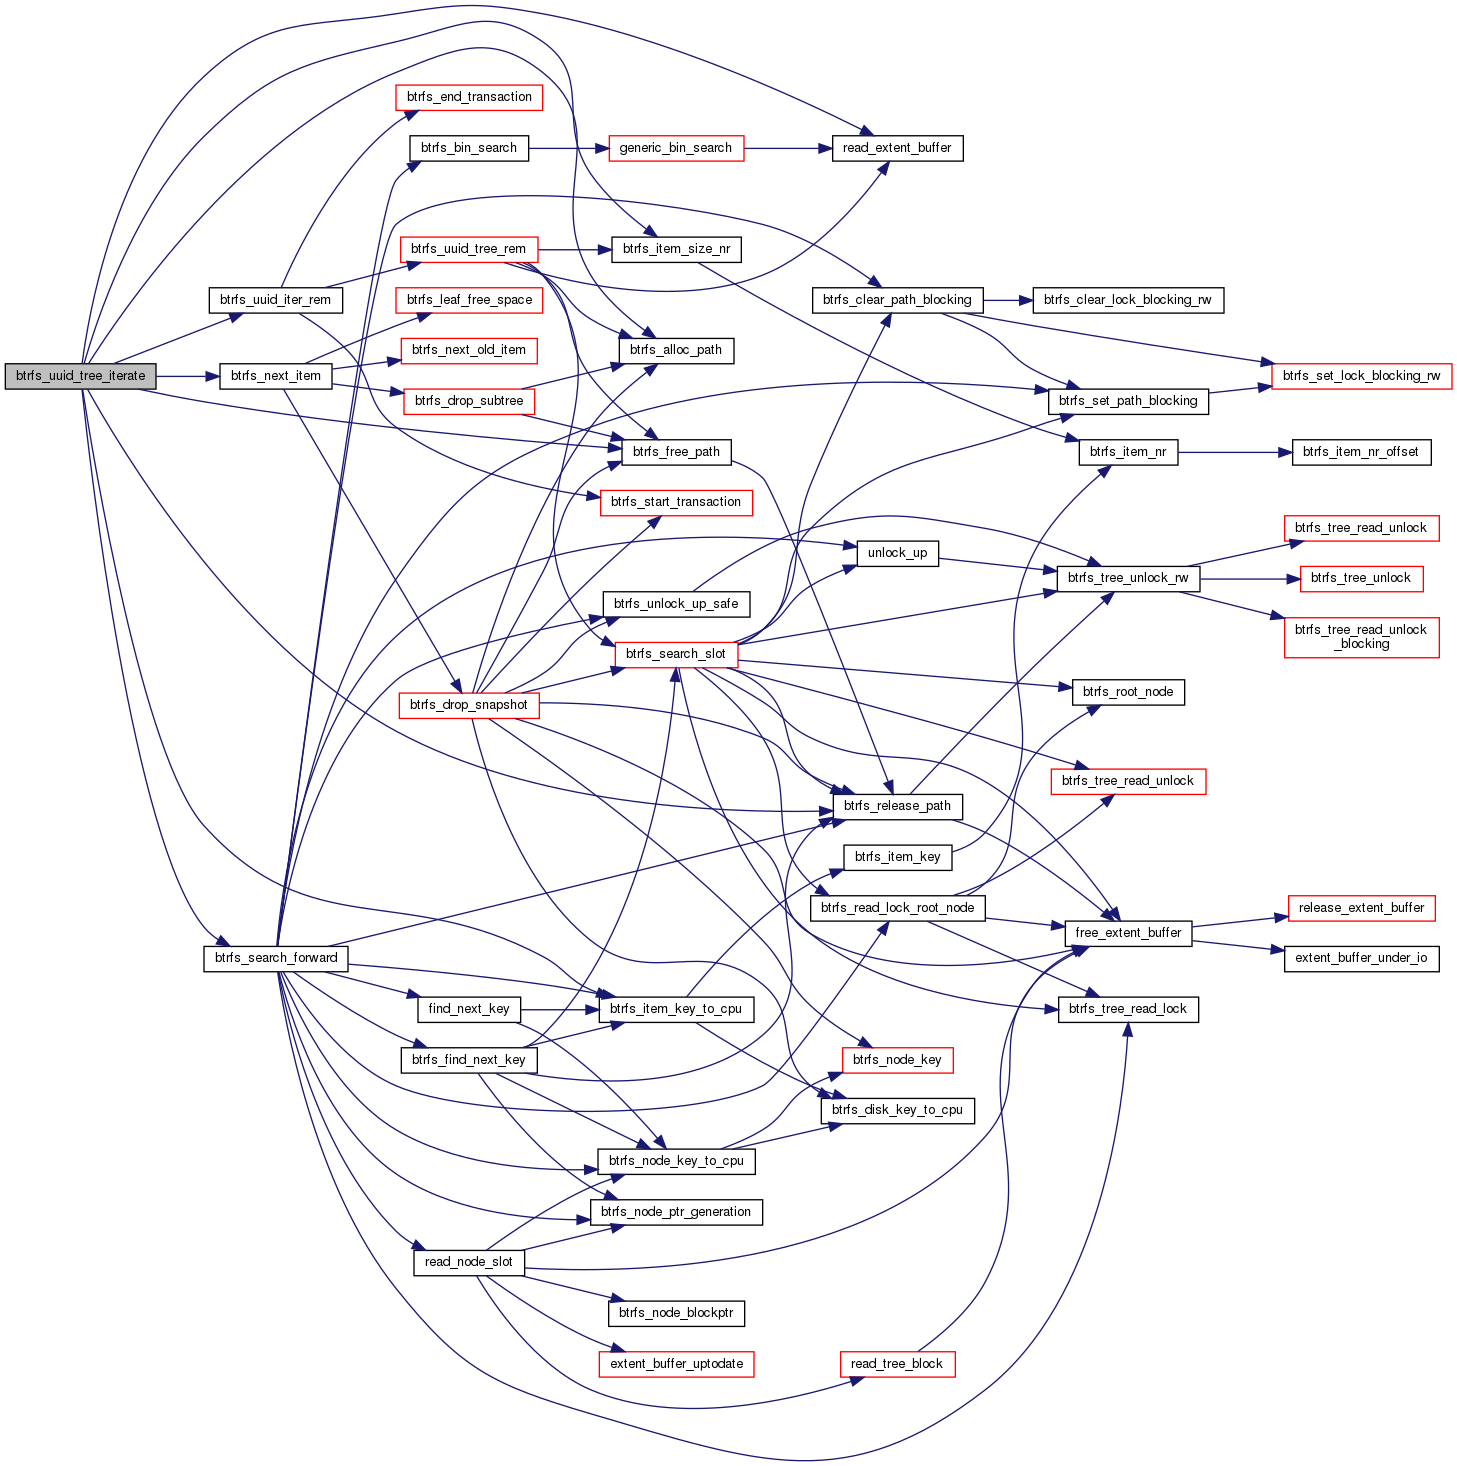 btrfs_end_transaction
btrfs_bin_search
generic_bin_search
read_extent_buffer
btrfs_uuid_tree_rem
btrfs_item_size_nr
btrfs_uuid_iter_rem
btrfs_leaf_free_space
btrfs_clear_path_blocking
btrfs_clear_lock_blocking_rw
btrfs_next_old_item
btrfs_alloc_path
btrfs_uuid_tree_iterate
btrfs_next_item
btrfs_set_lock_blocking_rw
btrfs_drop_subtree
btrfs_set_path_blocking
btrfs_free_path
btrfs_item_nr
btrfs_item_nr_offset
btrfs_start_transaction
btrfs_tree_read_unlock
unlock_up
btrfs_tree_unlock_rw
btrfs_tree_unlock
btrfs_unlock_up_safe
btrfs_tree_read_unlock
_blocking
btrfs_search_slot
btrfs_root_node
btrfs_drop_snapshot
btrfs_tree_read_unlock
btrfs_release_path
btrfs_item_key
btrfs_read_lock_root_node
release_extent_buffer
free_extent_buffer
btrfs_search_forward
extent_buffer_under_io
find_next_key
btrfs_item_key_to_cpu
btrfs_tree_read_lock
btrfs_find_next_key
btrfs_node_key
btrfs_disk_key_to_cpu
btrfs_node_key_to_cpu
btrfs_node_ptr_generation
read_node_slot
btrfs_node_blockptr
extent_buffer_uptodate
read_tree_block